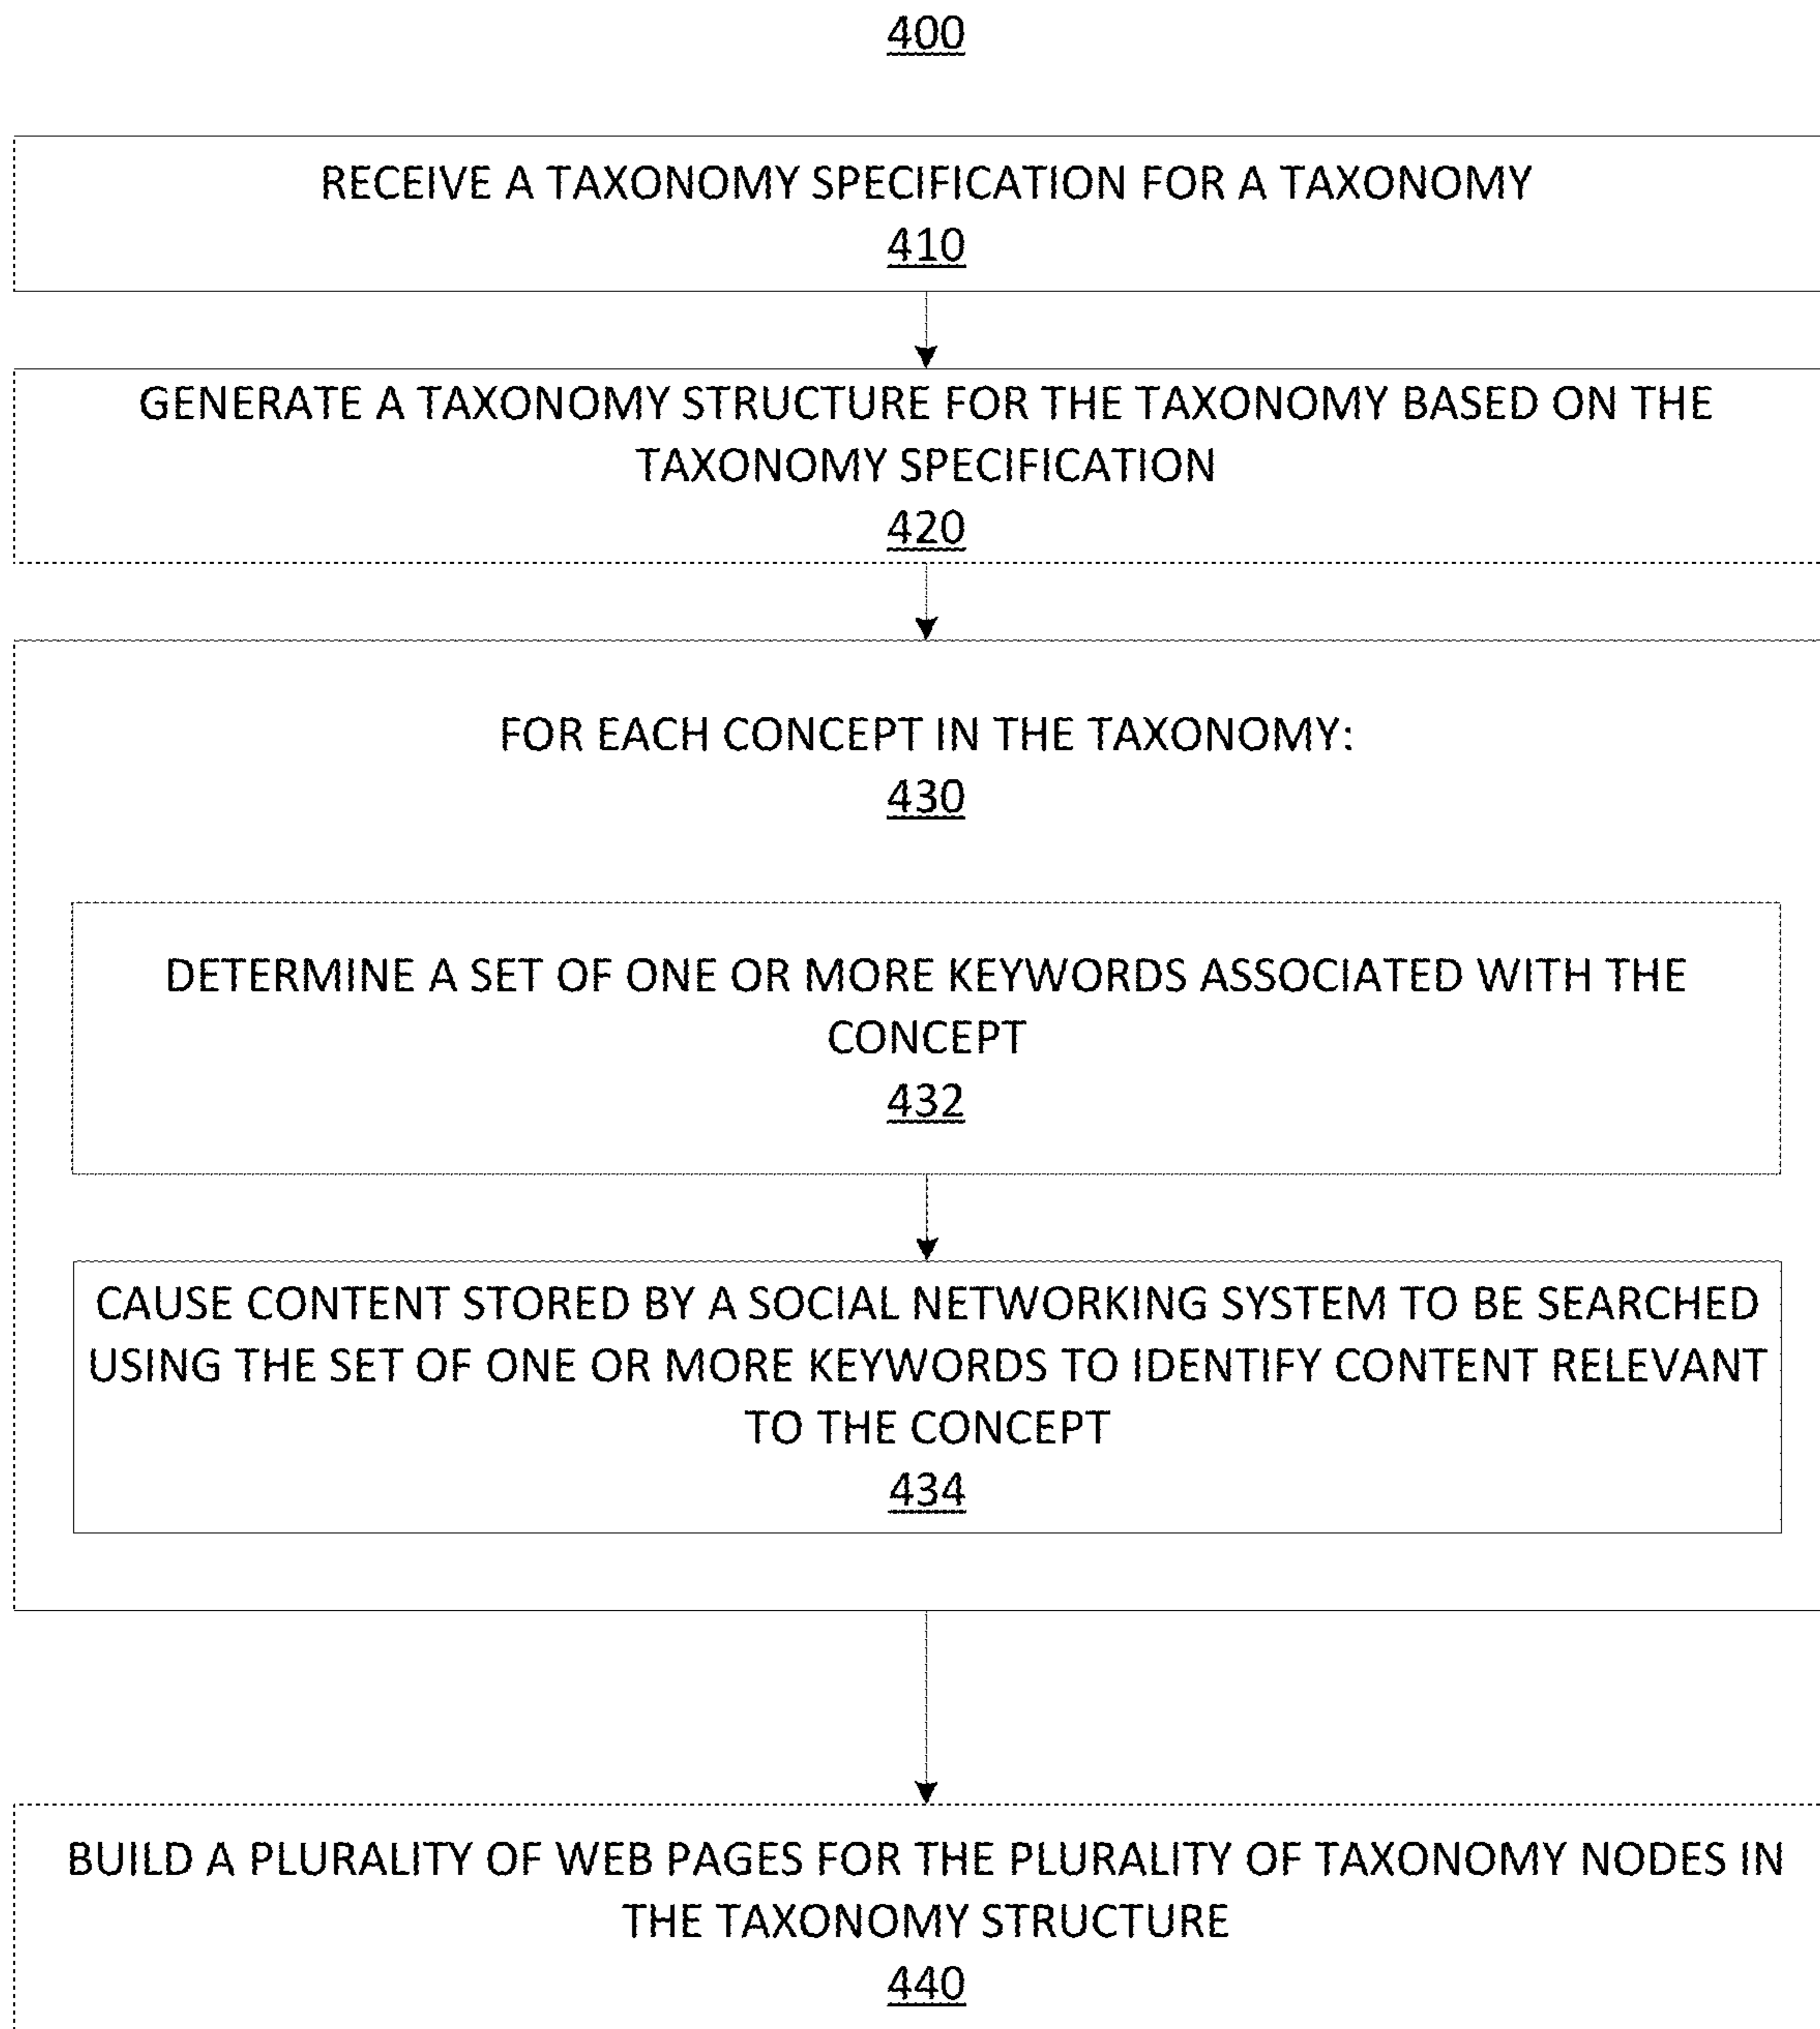 400
RECEIVE A TAXONOMY SPECIFICATION FOR A TAXONOMY
410
GENERATE A TAXONOMY STRUCTURE FOR THE TAXONOMY BASED ON THE
TAXONOMY SPECIFICATION
420
FOR EACH CONCEPT IN THE TAXONOMY:
430
DETERMINE A SET OF ONE OR MORE KEYWORDS ASSOCIATED WITH THE
CONCEPT
432
CAUSE CONTENT STORED BY A SOCIAL NETWORKING SYSTEM TO BE SEARCHED
USING THE SET OF ONE OR MORE KEYWORDS TO IDENTIFY CONTENT RELEVANT
TO THE CONCEPT
434
BUILD A PLURALITY OF WEB PAGES FOR THE PLURALITY OF TAXONOMY NODES IN
THE TAXONOMY STRUCTURE
440